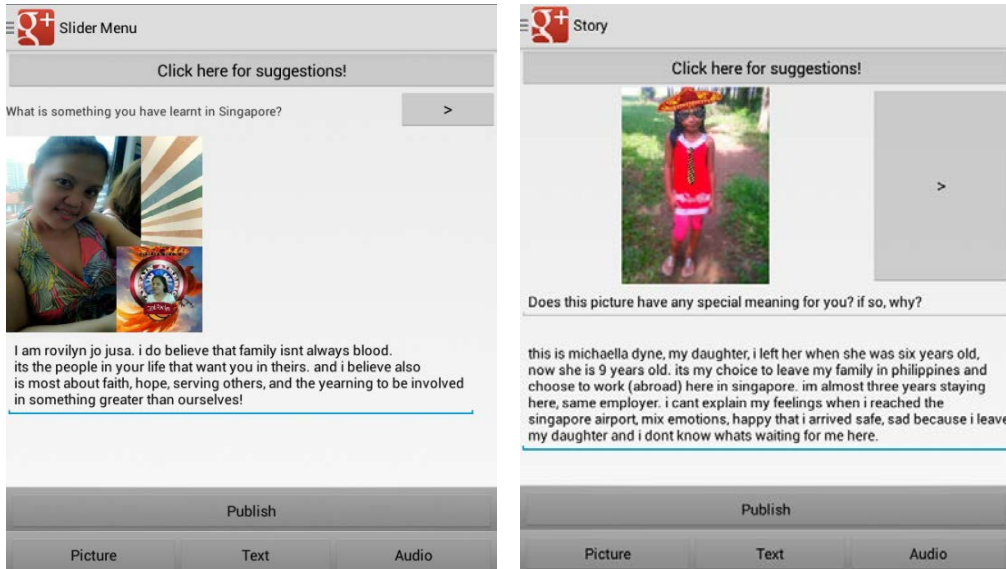 g+ Slider Menu
Click here for suggestions!
What is something you have learnt in Singapore?
>
I am rovilyn jo jusa. i do believe that family isnt always blood.
its the people in your life that want you in theirs. and i believe also
is most about faith, hope, serving others, and the yearning to be involved
in something greater than ourselves!
Publish
Picture Text Audio
g+ Story
Click here for suggestions!
>
Does this picture have any special meaning for you? if so, why?
this is michaella dyne, my daughter, i left her when she was six years old,
now she is 9 years old. its my choice to leave my family in philippines and
choose to work (abroad) here in singapore. im almost three years staying
here, same employer. i cant explain my feelings when i reached the
singapore airport, mix emotions, happy that i arrived safe, sad because i leave
my daughter and i dont know whats waiting for me here.
Publish
Picture Text Audio